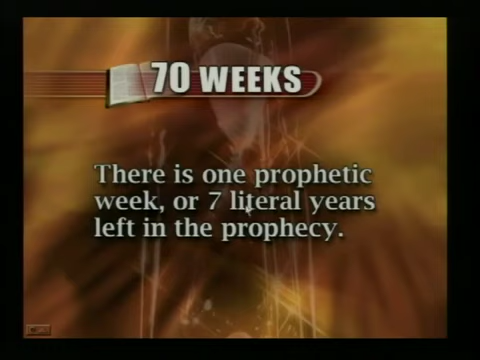 70 WEEKS
There is one prophetic
week, or 7 literal years
left in the prophecy.